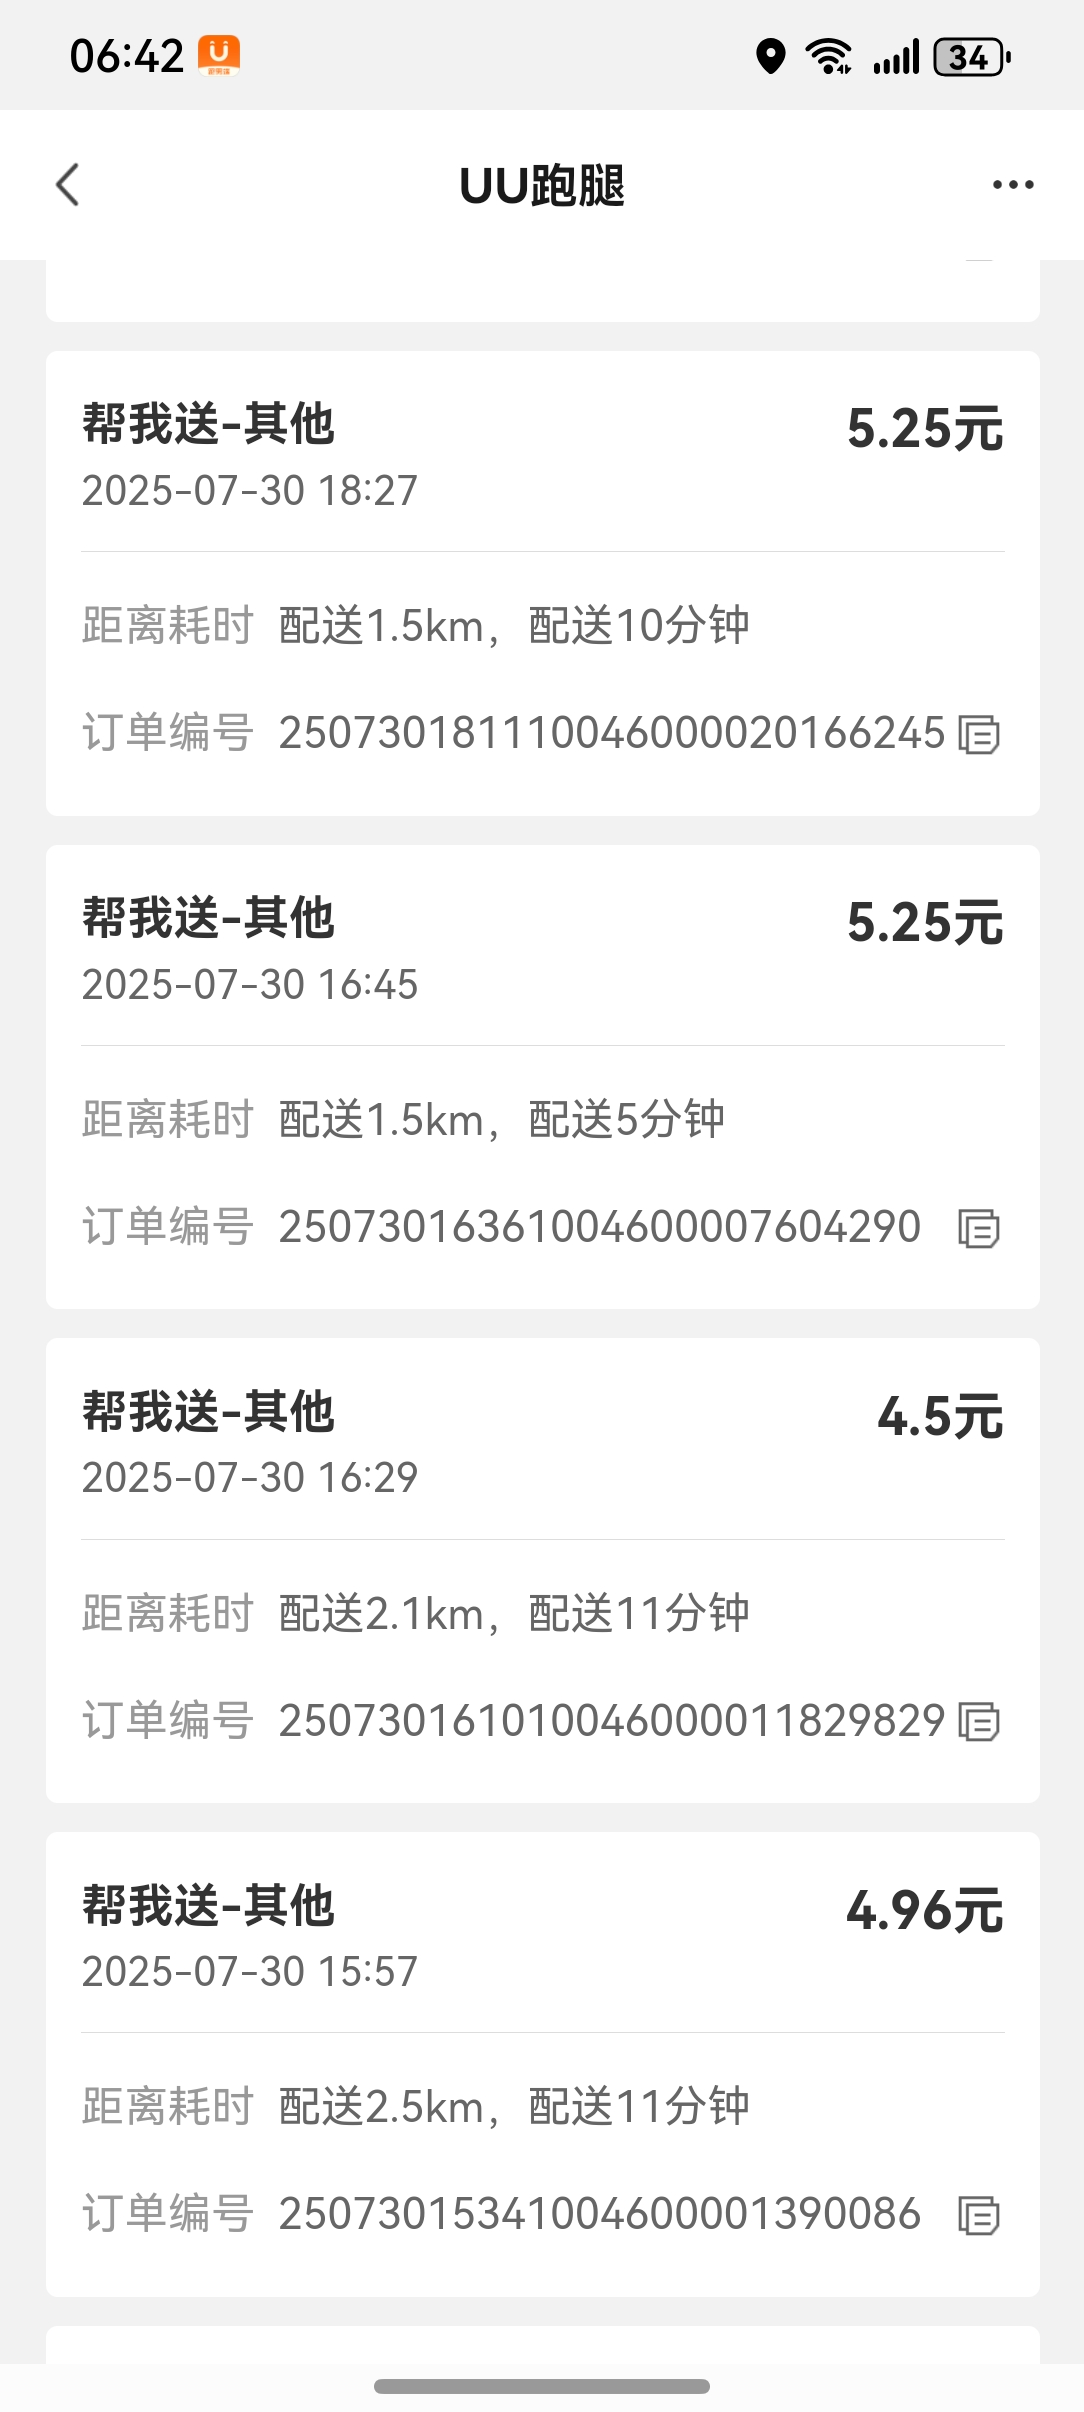 06:42
34
UU跑腿
帮我送-其他
5.25元
2025-07-30 18:27
距离耗时 配送1.5km，配送10分钟
订单编号 250730181110046000020166245
帮我送-其他
5.25元
2025-07-30 16:45
距离耗时 配送1.5km，配送5分钟
订单编号 25073016361004600007604290
帮我送-其他
4.5元
2025-07-30 16:29
距离耗时 配送2.1km，配送11分钟
订单编号 250730161010046000011829829
帮我送-其他
4.96元
2025-07-30 15:57
距离耗时 配送2.5km，配送11分钟
订单编号 25073015341004600001390086